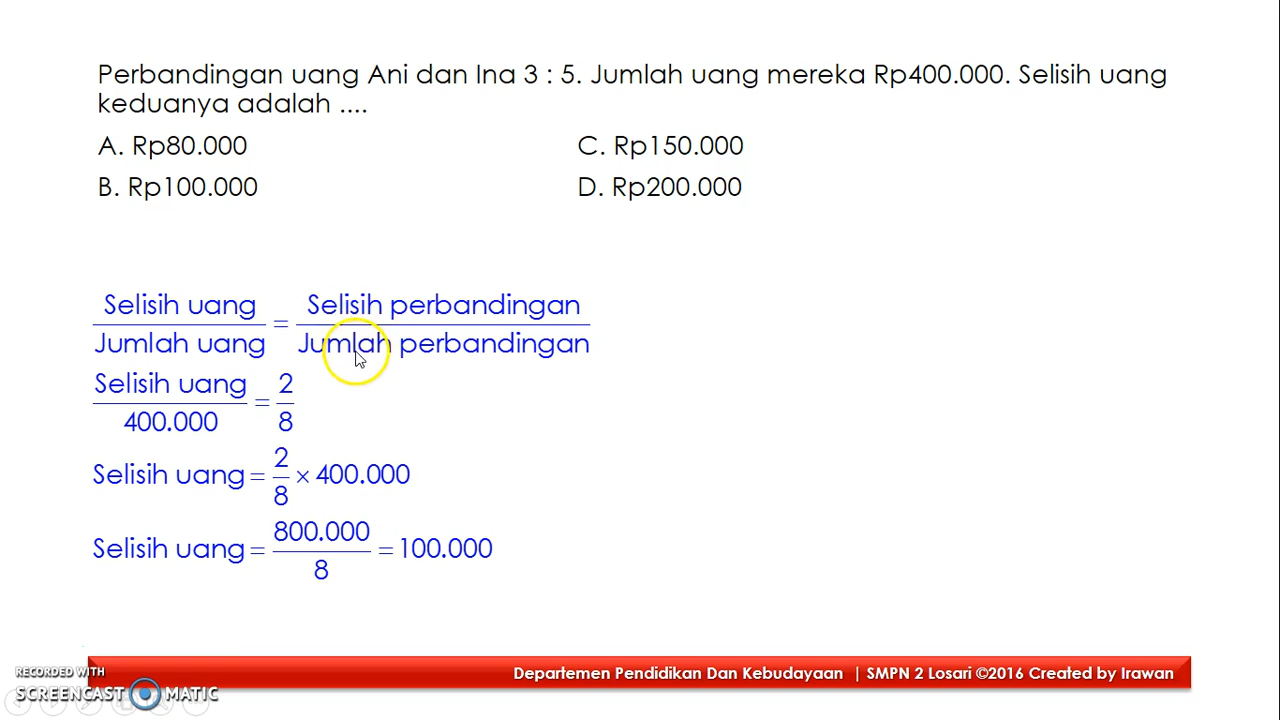 Perbandingan uang Ani dan Ina 3 : 5. Jumlah uang mereka Rp400.000. Selisih uang
keduanya adalah ....
A. Rp80.000
C. Rp150.000
B. Rp100.000
D. Rp200.000
Selisih uang / Jumlah uang = Selisih perbandingan / Jumlah perbandingan
Selisih uang / 400.000 = 2 / 8
Selisih uang = 2 / 8 × 400.000
Selisih uang = 800.000 / 8 = 100.000
Departemen Pendidikan Dan Kebudayaan | SMPN 2 Losari ©2016 Created by Irawan
RECORDED WITH
SCREENCAST MATIC